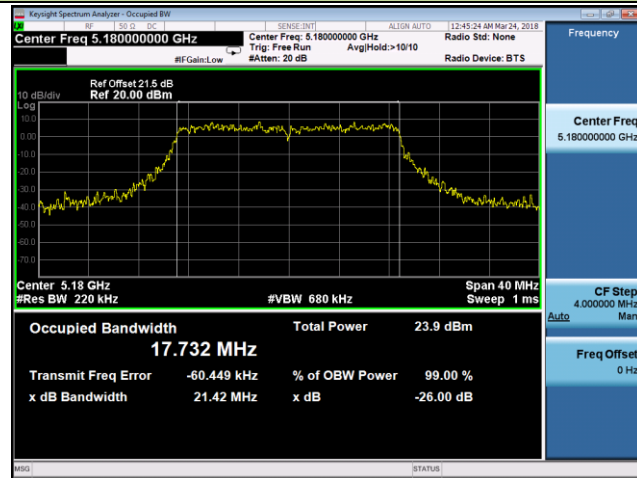 Keysight Spectrum Analyzer - Occupied BW
RF 50 Ω DC SENSE:INT ALIGN AUTO 12:45:24 AM Mar 24, 2018
Center Freq 5.180000000 GHz
Center Freq: 5.180000000 GHz Radio Std: None
Trig: Free Run Avg|Hold:>10/10
#IFGain:Low #Atten: 20 dB Radio Device: BTS
Ref Offset 21.5 dB
10 dB/div Ref 20.00 dBm
Log
10.0
0.00
-10.0
-20.0
-30.0
-40.0
-50.0
-60.0
-70.0
Center 5.18 GHz Span 40 MHz
#Res BW 220 kHz #VBW 680 kHz Sweep 1 ms
Occupied Bandwidth Total Power 23.9 dBm
17.732 MHz
Transmit Freq Error -60.449 kHz % of OBW Power 99.00 %
x dB Bandwidth 21.42 MHz x dB -26.00 dB
MSG STATUS
Frequency
Center Freq
5.180000000 GHz
CF Step
4.000000 MHz
Auto Man
Freq Offset
0 Hz